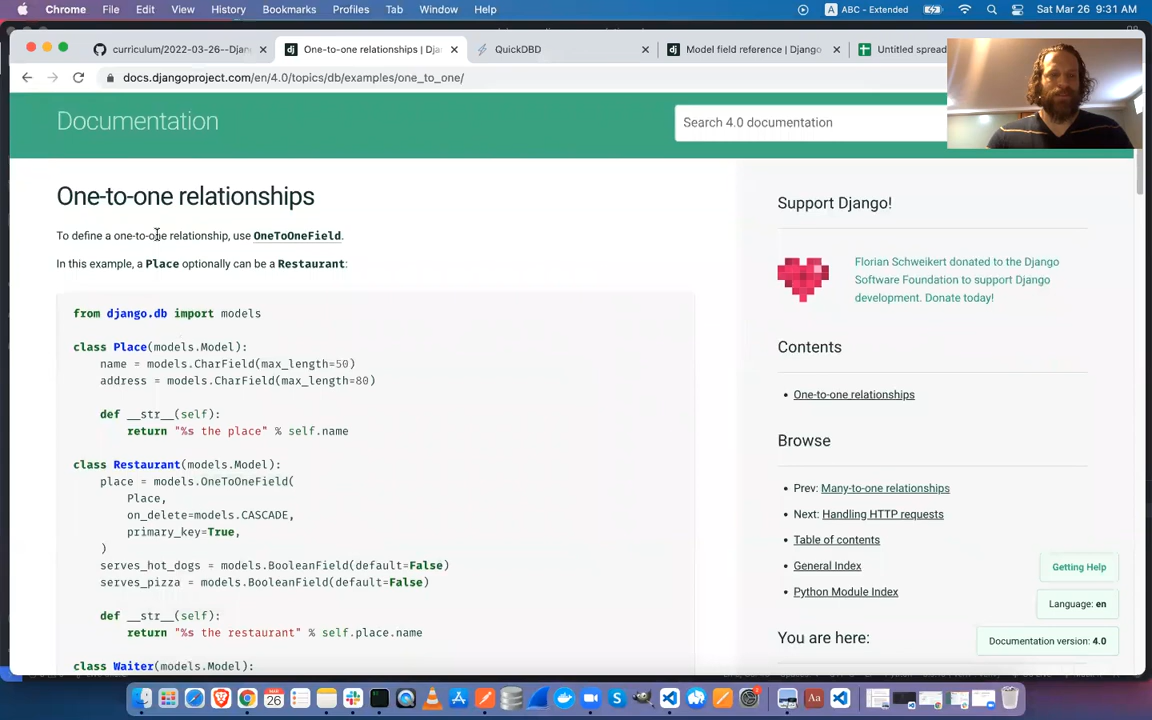 Chrome File Edit View History Bookmarks Profiles Tab Window Help
A ABC - Extended Sat Mar 26 9:31 AM
curriculum/2022-03-26--Djan
One-to-one relationships | Dja
QuickDBD
Model field reference | Django
Untitled spread
docs.djangoproject.com/en/4.0/topics/db/examples/one_to_one/
Documentation
Search 4.0 documentation
One-to-one relationships
To define a one-to-one relationship, use OneToOneField.
In this example, a Place optionally can be a Restaurant:
from django.db import models
class Place(models.Model):
name = models.CharField(max_length=50)
address = models.CharField(max_length=80)
def __str__(self):
return "%s the place" % self.name
class Restaurant(models.Model):
place = models.OneToOneField(
Place,
on_delete=models.CASCADE,
primary_key=True,
)
serves_hot_dogs = models.BooleanField(default=False)
serves_pizza = models.BooleanField(default=False)
def __str__(self):
return "%s the restaurant" % self.place.name
class Waiter(models.Model):
Support Django!
Florian Schweikert donated to the Django
Software Foundation to support Django
development. Donate today!
Contents
• One-to-one relationships
Browse
• Prev: Many-to-one relationships
• Next: Handling HTTP requests
• Table of contents
• General Index
• Python Module Index
You are here:
Getting Help
Language: en
Documentation version: 4.0